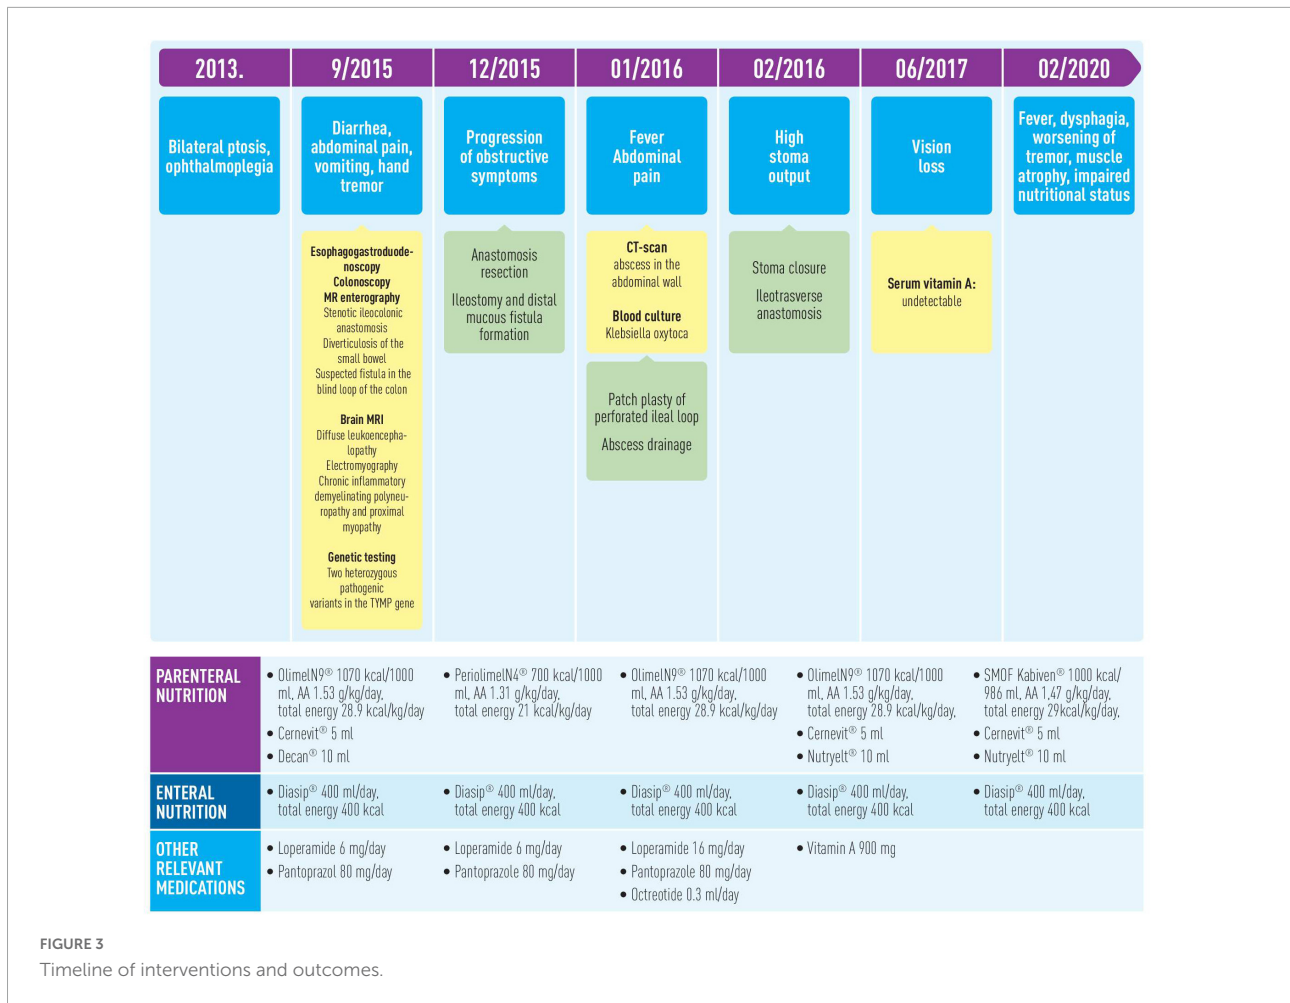 2013.
9/2015
12/2015
01/2016
02/2016
06/2017
02/2020
Bilateral ptosis,
ophthalmoplegia
Diarrhea,
abdominal pain,
vomiting, hand
tremor
Progression
of obstructive
symptoms
Fever
Abdominal
pain
High
stoma
output
Vision
loss
Fever, dysphagia,
worsening of
tremor, muscle
atrophy, impaired
nutritional status
Esophagogastroduode-
noscopy
Colonoscopy
MR enterography
Stenotic ileocolonic
anastomosis
Diverticulosis of the
small bowel
Suspected fistula in the
blind loop of the colon
Brain MRI
Diffuse leukoencepha-
lopathy
Electromyography
Chronic inflammatory
demyelinating polyneu-
ropathy and proximal
myopathy
Genetic testing
Two heterozygous
pathogenic
variants in the TYMP gene
Anastomosis
resection
Ileostomy and distal
mucous fistula
formation
CT-scan
abscess in the
abdominal wall
Blood culture
Klebsiella oxytoca
Patch plasty of
perforated ileal loop
Abscess drainage
Stoma closure
Ileotrasverse
anastomosis
Serum vitamin A:
undetectable
PARENTERAL
NUTRITION
• OlimelN9® 1070 kcal/1000
ml, AA 1.53 g/kg/day,
total energy 28.9 kcal/kg/day
• Cernevit® 5 ml
• Decan® 10 ml
• PeriolimelN4® 700 kcal/1000
ml, AA 1.31 g/kg/day,
total energy 21 kcal/kg/day
• OlimelN9® 1070 kcal/1000
ml, AA 1.53 g/kg/day,
total energy 28.9 kcal/kg/day
• OlimelN9® 1070 kcal/1000
ml, AA 1.53 g/kg/day,
total energy 28.9 kcal/kg/day,
• Cernevit® 5 ml
• Nutryelt® 10 ml
• SMOF Kabiven® 1000 kcal/
986 ml, AA 1,47 g/kg/day,
total energy 29kcal/kg/day,
• Cernevit® 5 ml
• Nutryelt® 10 ml
ENTERAL
NUTRITION
• Diasip® 400 ml/day,
total energy 400 kcal
• Diasip® 400 ml/day,
total energy 400 kcal
• Diasip® 400 ml/day,
total energy 400 kcal
• Diasip® 400 ml/day,
total energy 400 kcal
• Diasip® 400 ml/day,
total energy 400 kcal
OTHER
RELEVANT
MEDICATIONS
• Loperamide 6 mg/day
• Pantoprazol 80 mg/day
• Loperamide 6 mg/day
• Pantoprazole 80 mg/day
• Loperamide 16 mg/day
• Pantoprazole 80 mg/day
• Octreotide 0.3 ml/day
• Vitamin A 900 mg
FIGURE 3
Timeline of interventions and outcomes.